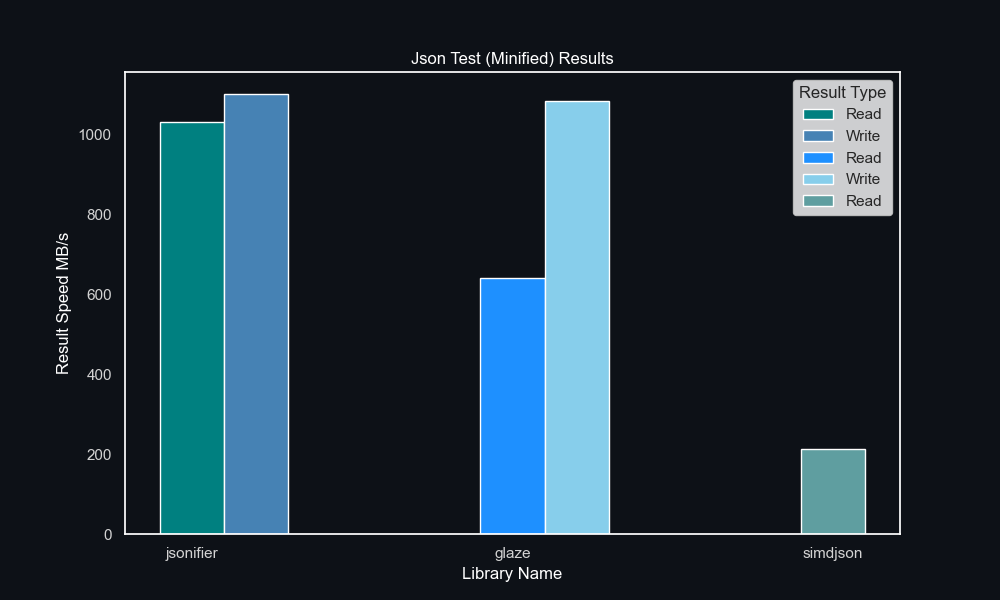 Json Test (Minified) Results
Result Type
Read
Write
Read
Write
Read
Result Speed MB/s
1000
800
600
400
200
0
jsonifier glaze simdjson
Library Name